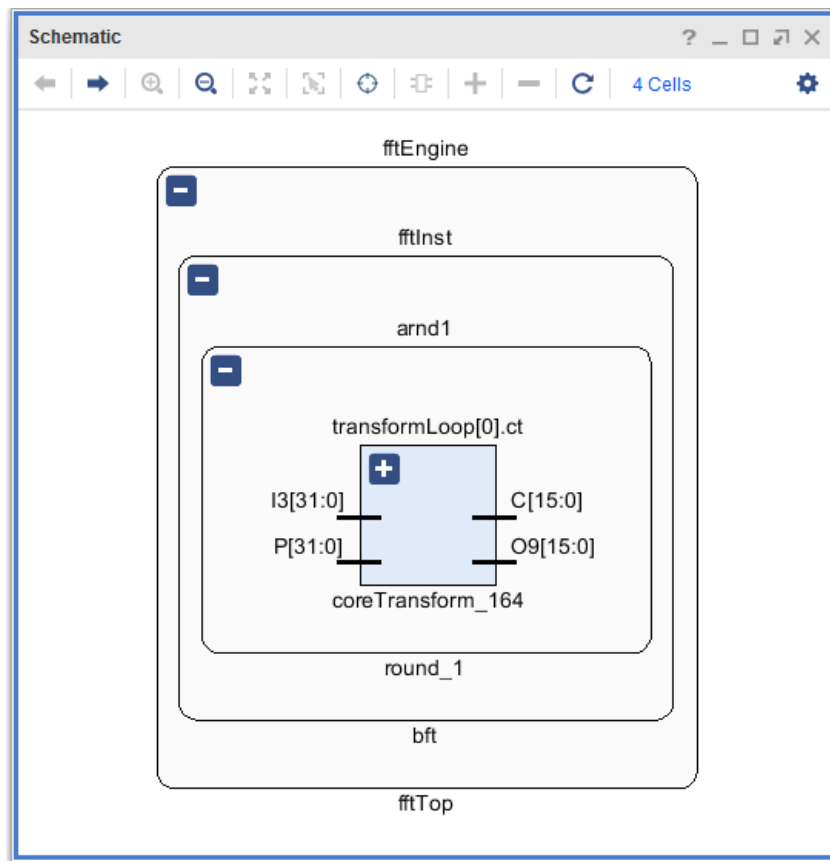 Schematic
4 Cells
fftEngine
fftInst
arnd1
transformLoop[0].ct
I3[31:0] C[15:0]
P[31:0] O9[15:0]
coreTransform_164
round_1
bft
fftTop